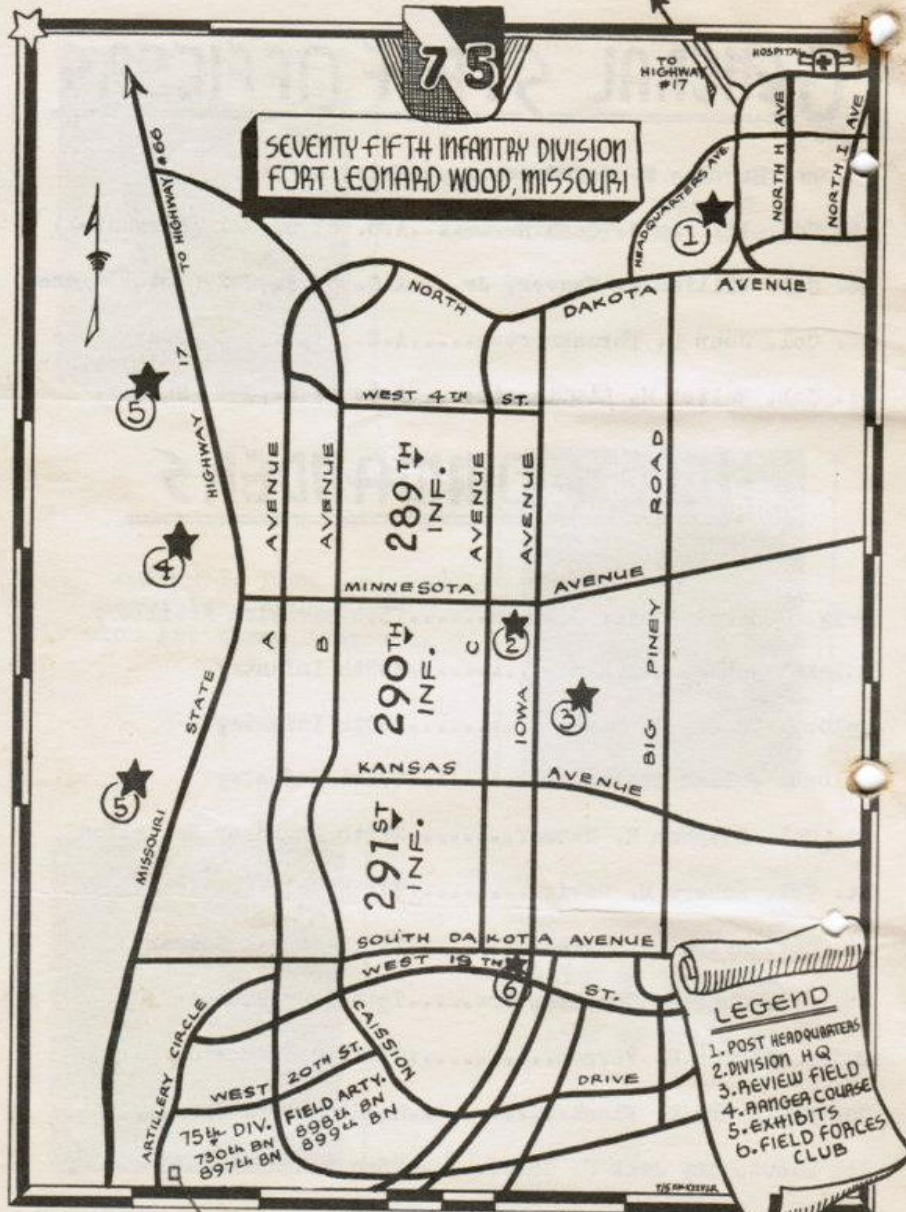 75
SEVENTY-FIFTH INFANTRY DIVISION
FORT LEONARD WOOD, MISSOURI
TO
HIGHWAY
#17
HOSPITAL
NORTH H AVE
NORTH I AVE
HEADQUARTERS AVE
1
TO HIGHWAY #66
NORTH DAKOTA AVENUE
WEST 4TH ST.
5
4
MISSOURI STATE HIGHWAY 17
A AVENUE
B AVENUE
289TH
INF.
C AVENUE
IOWA AVENUE
BIG PINEY ROAD
MINNESOTA AVENUE
290TH
INF.
2
3
KANSAS AVENUE
5
291ST
INF.
SOUTH DAKOTA AVENUE
WEST 19TH ST.
6
ARTILLERY CIRCLE
CAISSION DRIVE
WEST 20TH ST.
75th DIV. FIELD ARTY.
730th BN 898th BN
897th BN 899th BN
LEGEND
1. POST HEADQUARTERS
2. DIVISION HQ
3. REVIEW FIELD
4. RANGER COURSE
5. EXHIBITS
6. FIELD FORCES
CLUB